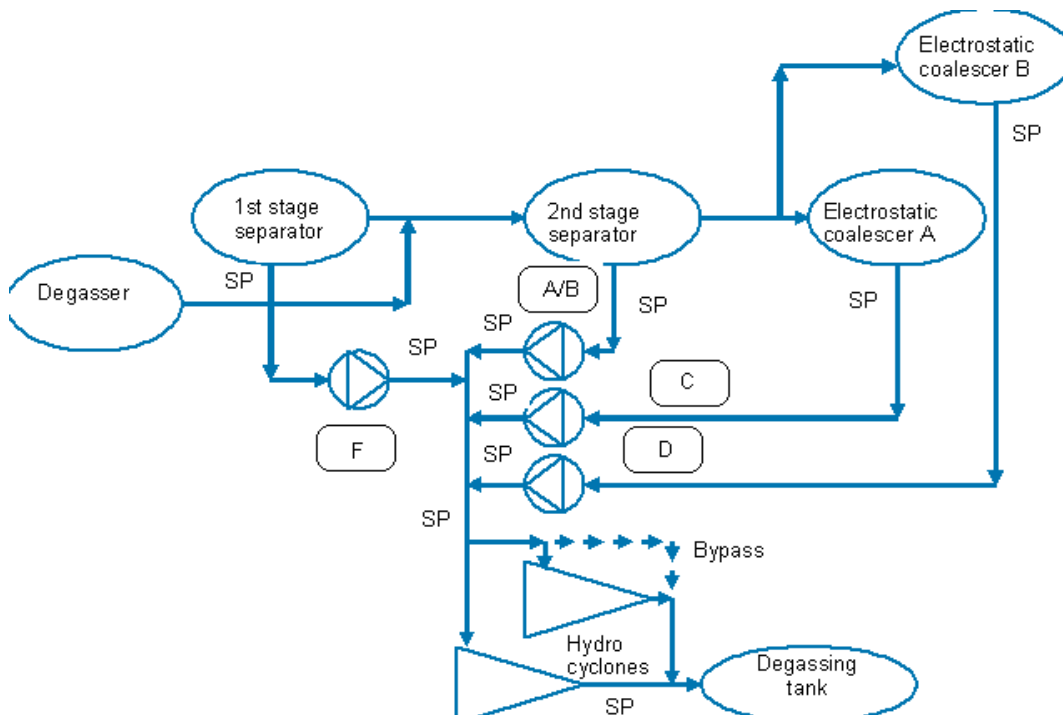 Electrostatic
coalescer B
SP
1st stage
separator
2nd stage
separator
Electrostatic
coalescer A
SP
Degasser
A/B
SP
SP
SP
SP
C
SP
F
D
SP
SP
Bypass
Hydro
cyclones
Degassing
tank
SP